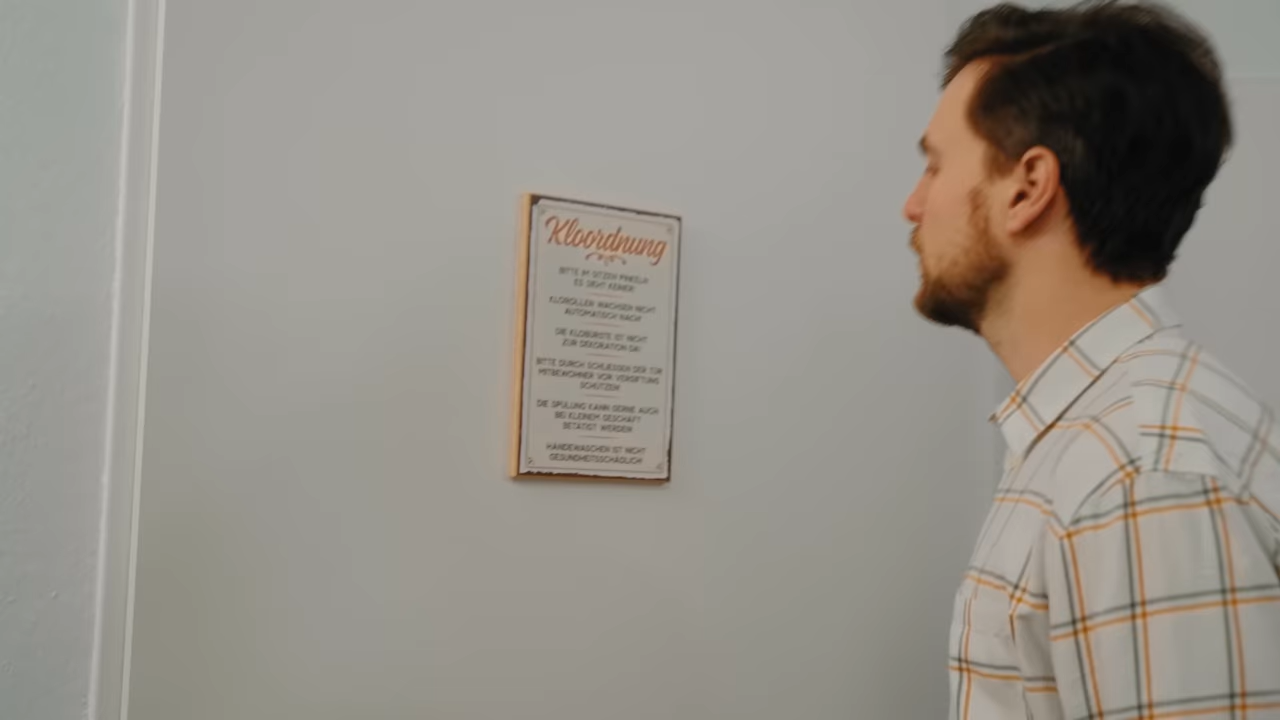 Kloordnung
BITTE IM SITZEN PINKELN
ES SIEHT KEINER!
KLOROLLEN WACHSEN NICHT
AUTOMATISCH NACH!
DIE KLOBÜRSTE IST NICHT
ZUR DEKORATION DA!
BITTE DURCH SCHLIESSEN DER TÜR
MITBEWOHNER VOR VERGIFTUNG
SCHÜTZEN!
DIE SPÜLUNG KANN GERNE AUCH
BEI KLEINEM GESCHÄFT
BETÄTIGT WERDEN
HÄNDEWASCHEN IST NICHT
GESUNDHEITSSCHÄDLICH